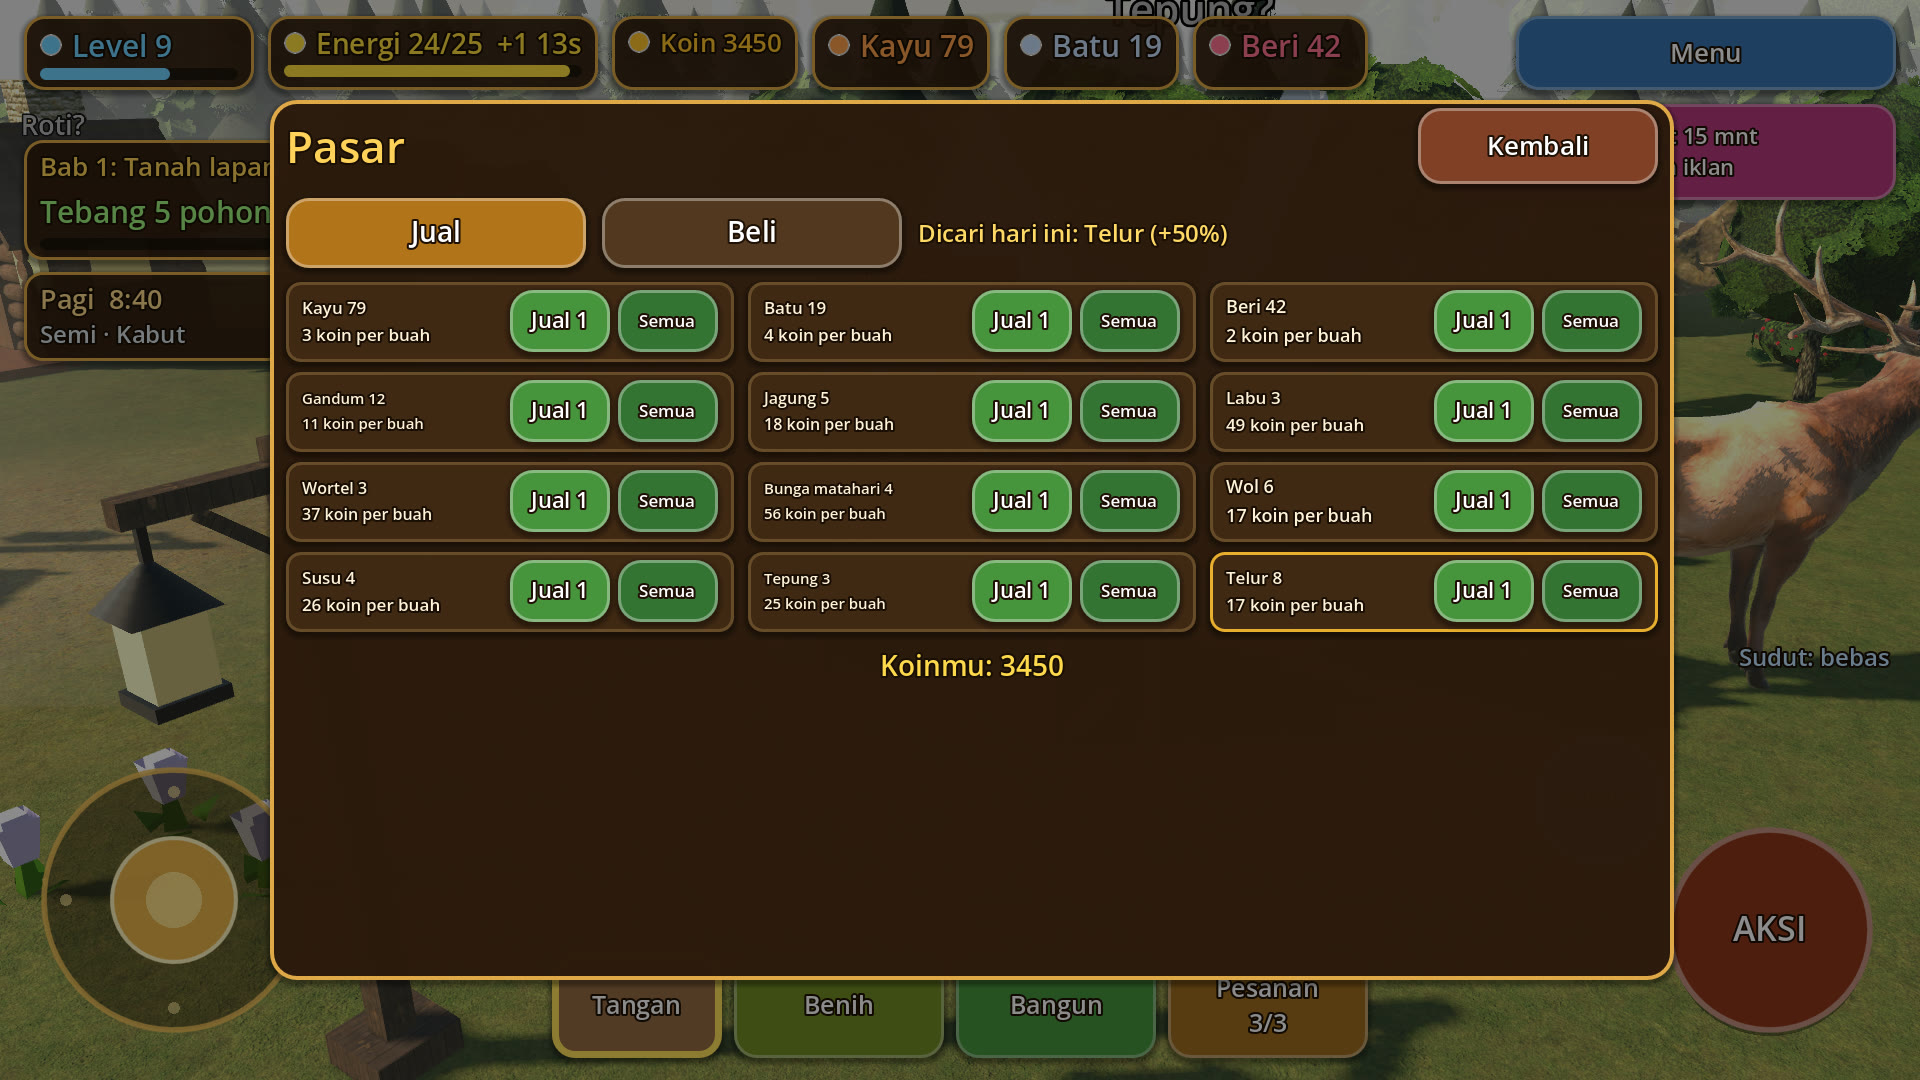 Tepung?
Level 9
Energi 24/25 +1 13s
Koin 3450
Kayu 79
Batu 19
Beri 42
Menu
Roti?
Bab 1: Tanah lapar
Tebang 5 pohon
Pagi 8:40
Semi · Kabut
15 mnt
iklan
Pasar
Kembali
Jual
Beli
Dicari hari ini: Telur (+50%)
Kayu 79
3 koin per buah
Jual 1
Semua
Batu 19
4 koin per buah
Jual 1
Semua
Beri 42
2 koin per buah
Jual 1
Semua
Gandum 12
11 koin per buah
Jual 1
Semua
Jagung 5
18 koin per buah
Jual 1
Semua
Labu 3
49 koin per buah
Jual 1
Semua
Wortel 3
37 koin per buah
Jual 1
Semua
Bunga matahari 4
56 koin per buah
Jual 1
Semua
Wol 6
17 koin per buah
Jual 1
Semua
Susu 4
26 koin per buah
Jual 1
Semua
Tepung 3
25 koin per buah
Jual 1
Semua
Telur 8
17 koin per buah
Jual 1
Semua
Koinmu: 3450
Sudut: bebas
AKSI
Tangan
Benih
Bangun
Pesanan
3/3